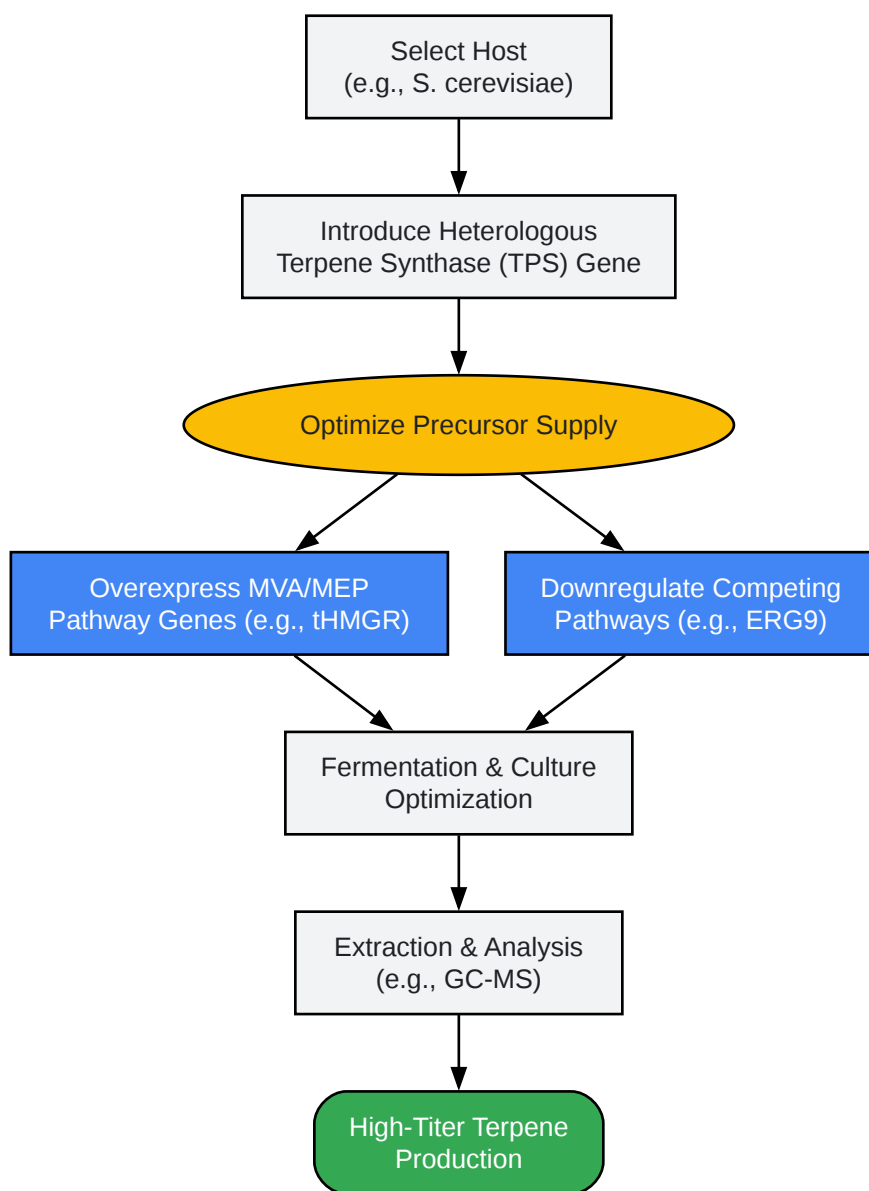 Select Host
(e.g., S. cerevisiae)
Introduce Heterologous
Terpene Synthase (TPS) Gene
Optimize Precursor Supply
Overexpress MVA/MEP
Pathway Genes (e.g., tHMGR)
Downregulate Competing
Pathways (e.g., ERG9)
Fermentation & Culture
Optimization
Extraction & Analysis
(e.g., GC-MS)
High-Titer Terpene
Production